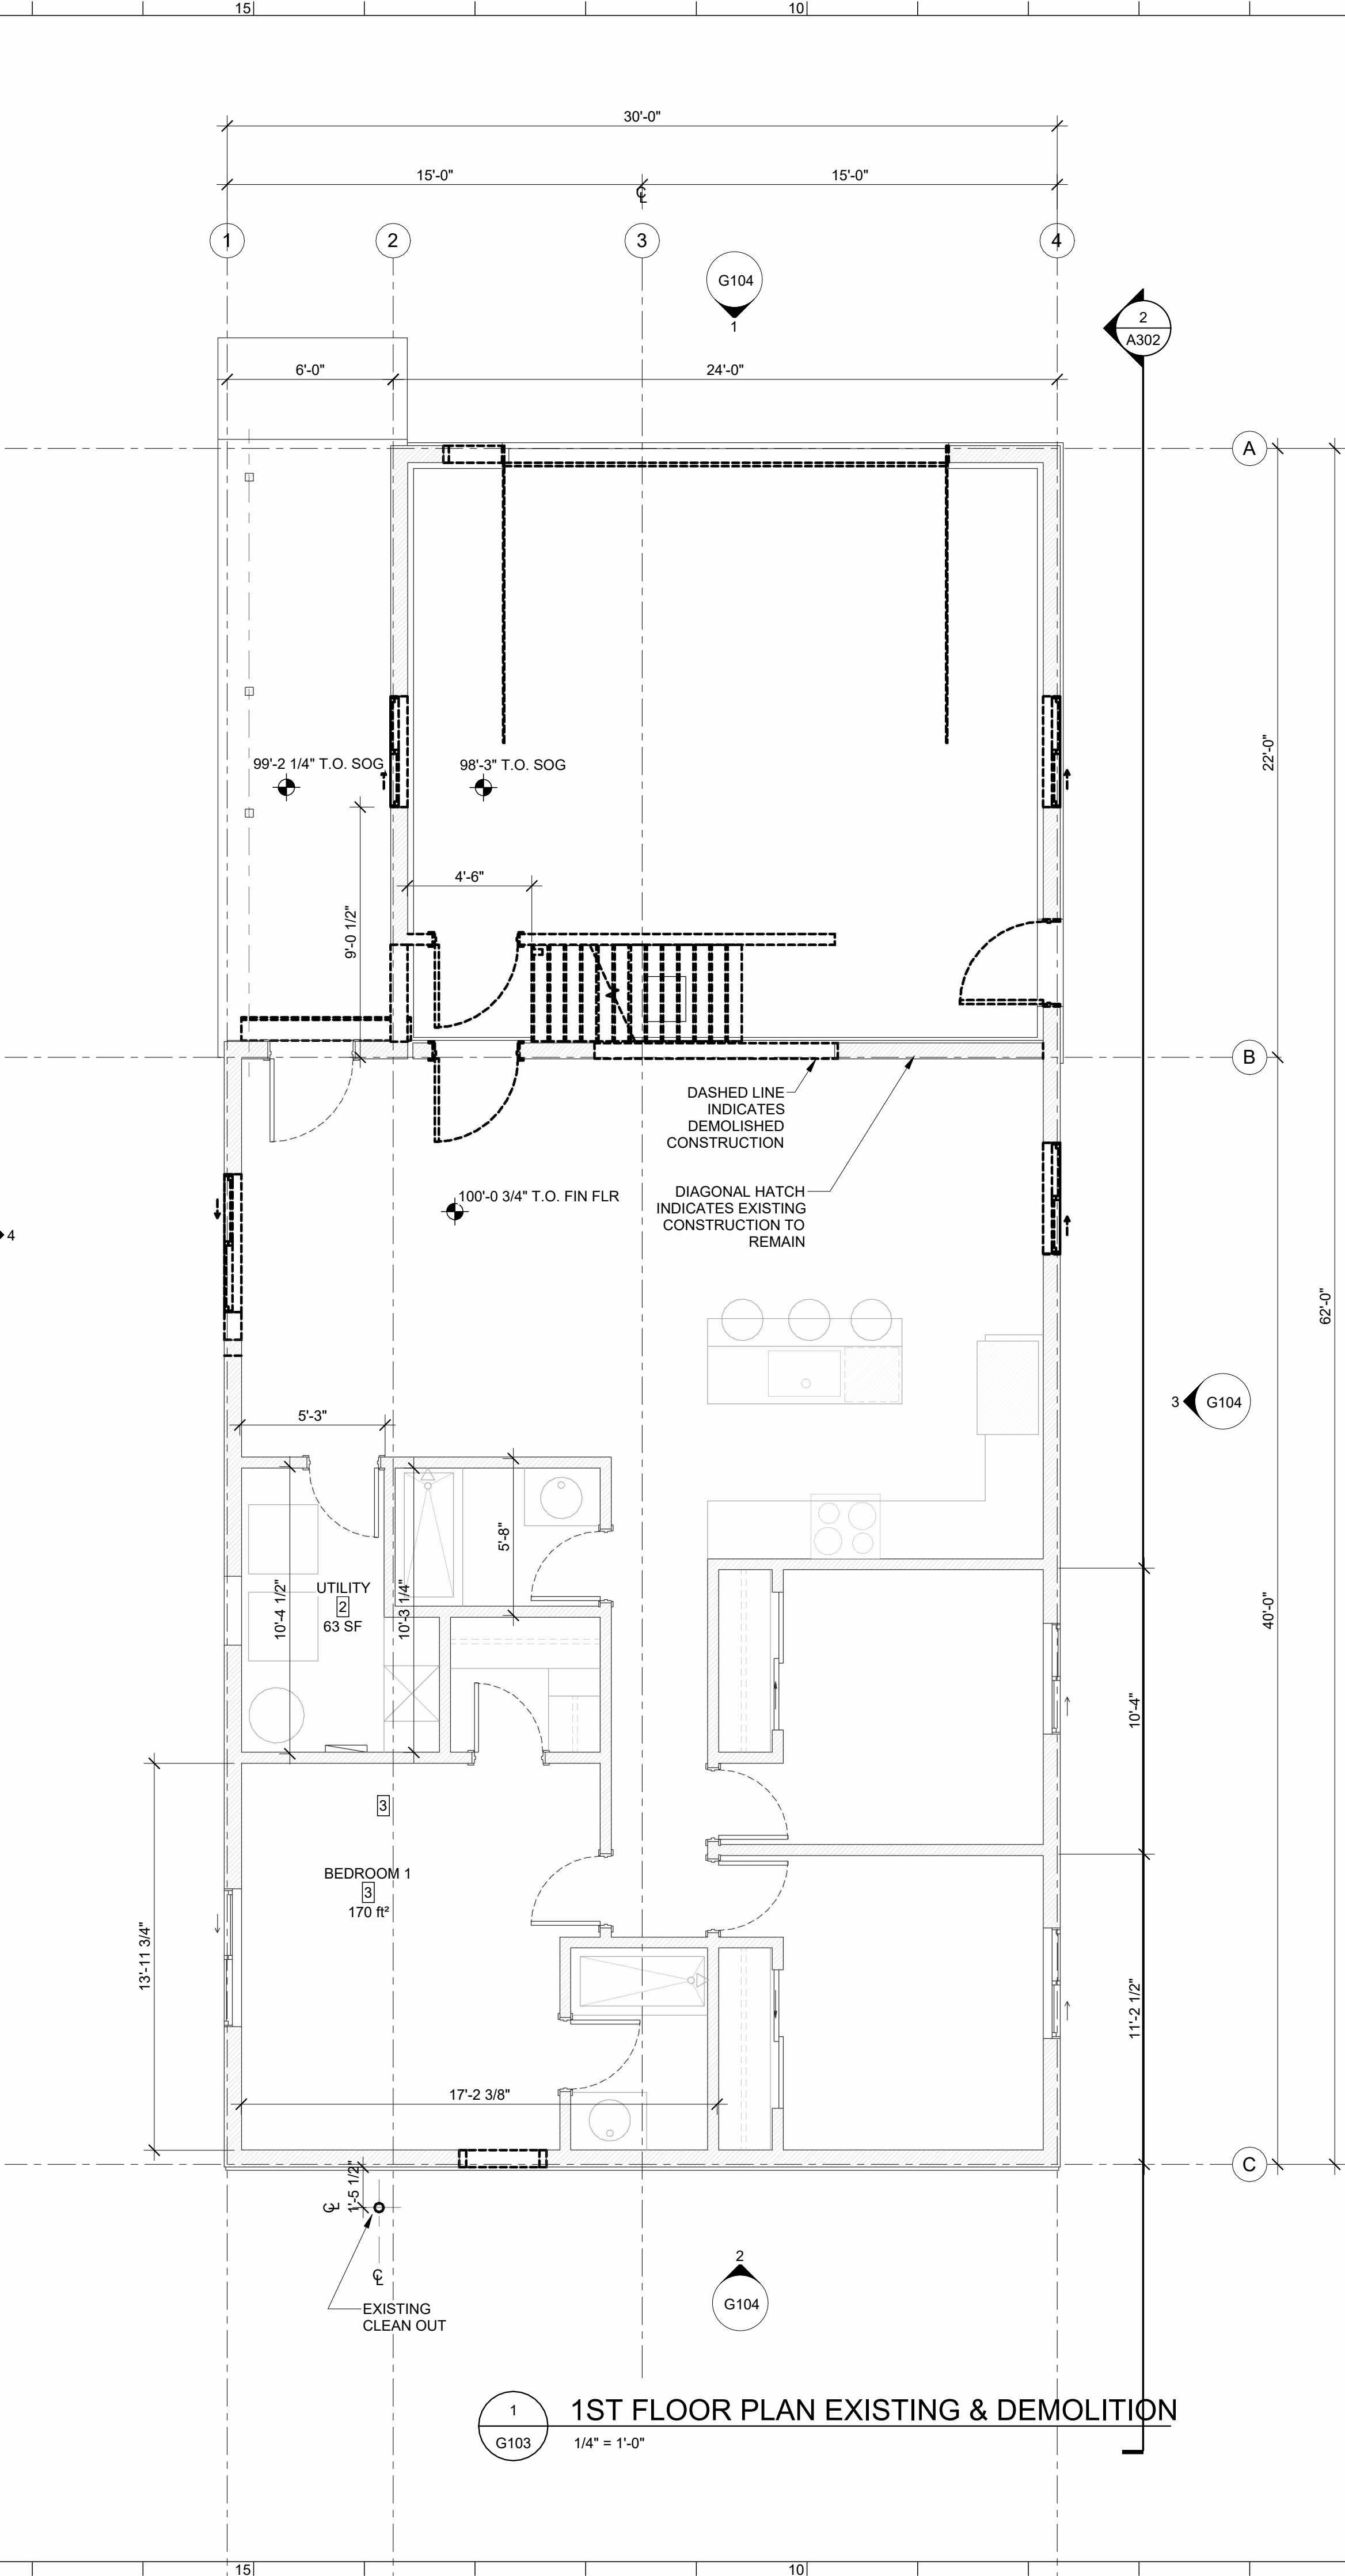 15
10
30'-0"
15'-0"
15'-0"
℄
1
2
3
4
G104
1
2
A302
6'-0"
24'-0"
A
22'-0"
99'-2 1/4" T.O. SOG
98'-3" T.O. SOG
4'-6"
9'-0 1/2"
B
DASHED LINE
INDICATES
DEMOLISHED
CONSTRUCTION
DIAGONAL HATCH
INDICATES EXISTING
CONSTRUCTION TO
REMAIN
100'-0 3/4" T.O. FIN FLR
4
62'-0"
3
G104
5'-3"
5'-8"
10'-4 1/2"
UTILITY
2
63 SF
10'-3 1/4"
40'-0"
10'-4"
3
BEDROOM 1
3
170 ft²
13'-11 3/4"
11'-2 1/2"
17'-2 3/8"
C
1'-5 1/2"
℄
℄
EXISTING
CLEAN OUT
2
G104
1
G103
1ST FLOOR PLAN EXISTING & DEMOLITION
1/4" = 1'-0"
15
10